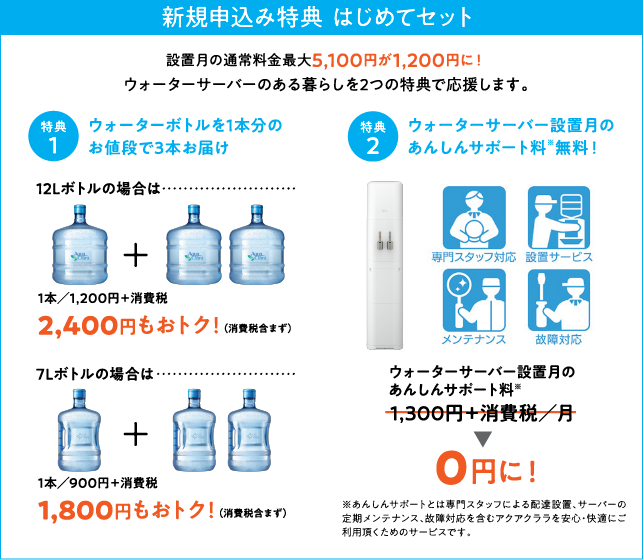 新規申込み特典 はじめてセット
設置月の通常料金最大5,100円が1,200円に！
ウォーターサーバーのある暮らしを2つの特典で応援します。
特典
1
ウォーターボトルを1本分の
お値段で3本お届け
12Lボトルの場合は…………………………
Aqua Clara
+
Aqua Clara
Aqua Clara
1本／1,200円＋消費税
2,400円もおトク！（消費税含まず）
7Lボトルの場合は…………………………
+
1本／900円＋消費税
1,800円もおトク！（消費税含まず）
特典
2
ウォーターサーバー設置月の
あんしんサポート料※無料！
専門スタッフ対応
設置サービス
メンテナンス
故障対応
ウォーターサーバー設置月の
あんしんサポート料※
1,300円＋消費税／月
▼
0円に！
※あんしんサポートとは専門スタッフによる配達設置、サーバーの
定期メンテナンス、故障対応を含むアクアクララを安心・快適にご
利用頂くためのサービスです。